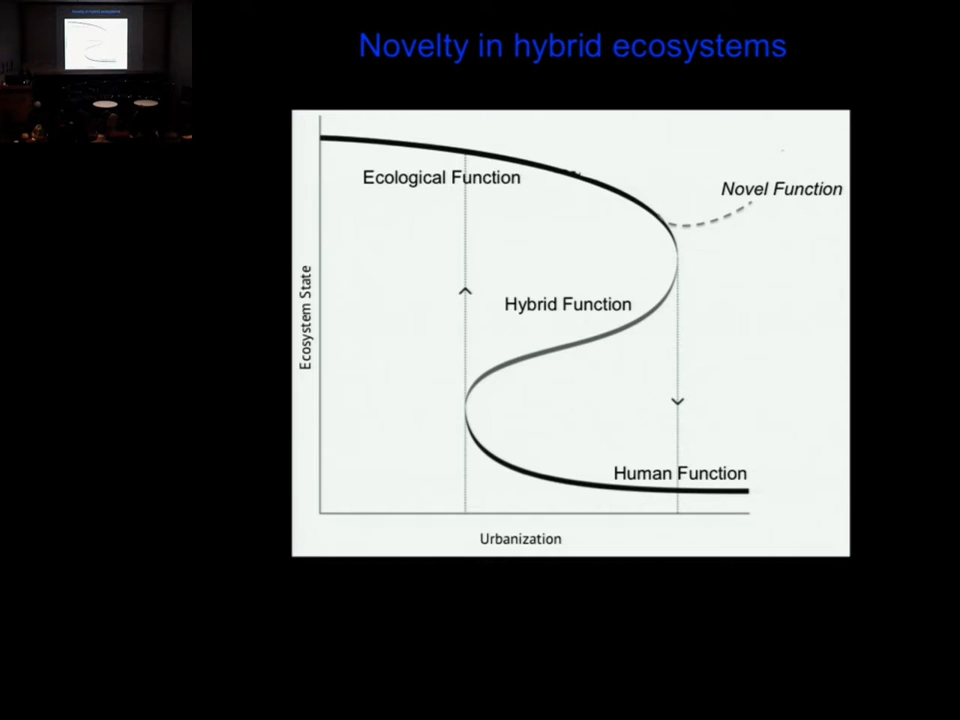 Novelty in hybrid ecosystems
Ecological Function
Novel Function
Hybrid Function
Ecosystem State
Human Function
Urbanization